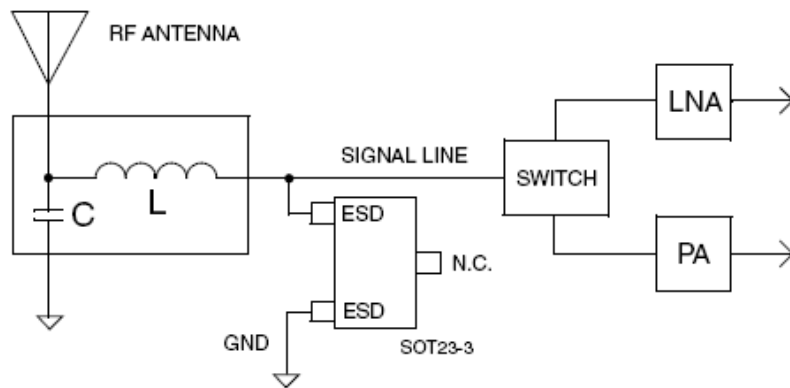 RF ANTENNA
LNA
SIGNAL LINE
SWITCH
C
L
ESD
N.C.
PA
ESD
GND
SOT23-3